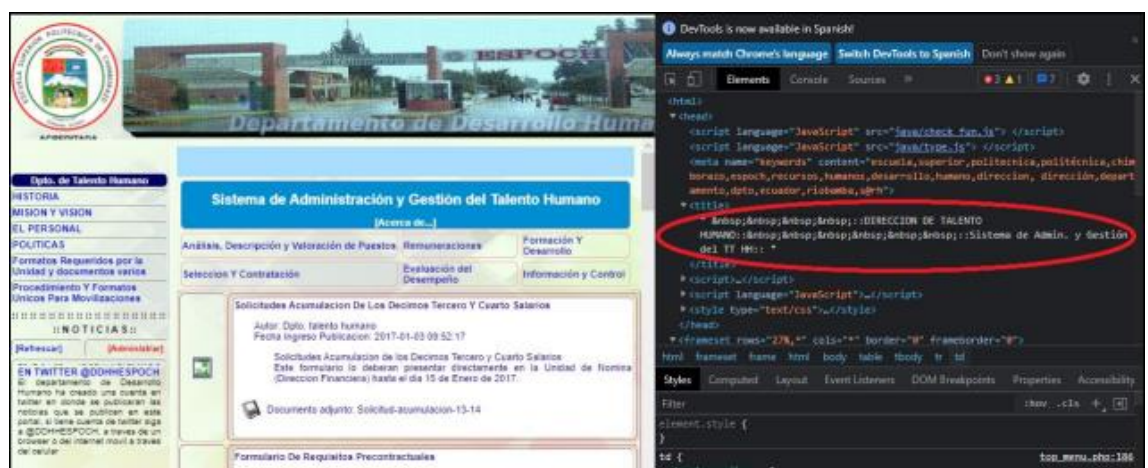 ESCUELA SUPERIOR POLITECNICA DE CHIMBORAZO
ACREDITADA
ESPOCH
Departamento de Desarrollo Huma
Dpto. de Talento Humano
HISTORIA
MISION Y VISION
EL PERSONAL
POLITICAS
Formatos Requeridos por la
Unidad y documentos varios
Procedimiento Y Formatos
Unicos Para Movilizaciones
::NOTICIAS::
[Refrescar] [Administrar]
EN TWITTER @DDHHESPOCH
El departamento de Desarrollo
Humano ha creado una cuenta en
twitter en donde se publicaran las
noticias que se publiquen en este
portal, si tiene cuenta de twitter siga
a @DDHHESPOCH, a traves de un
browser o del internet movil a traves
del celular
Sistema de Administración y Gestión del Talento Humano
[Acerca de...]
Análisis, Descripción y Valoración de Puestos Remuneraciones Formación Y Desarrollo
Seleccion Y Contratación Evaluación del Desempeño Información y Control
Solicitudes Acumulacion De Los Decimos Tercero Y Cuarto Salarios
Autor: Dpto. talento humano
Fecha Ingreso Publicacion: 2017-01-03 09:52:17
Solicitudes Acumulacion de los Decimos Tercero y Cuarto Salarios
Este formulario lo deberan presentar directamente en la Unidad de Nomina
(Direccion Financiera) hasta el dia 15 de Enero de 2017.
Documento adjunto: Solicitud-acumulacion-13-14
Formulario De Requisitos Precontractuales
DevTools is now available in Spanish!
Always match Chrome's language Switch DevTools to Spanish Don't show again
Elements Console Sources »
<html>
▼<head>
<script language="JavaScript" src="java/check_fun.js"> </script>
<script language="JavaScript" src="java/type.js"> </script>
<meta name="keywords" content="escuela,superior,politecnica,politécnica,chim
borazo,espoch,recursos,humanos,desarrollo,humano,direccion, dirección,depart
amento,dpto,ecuador,riobamba,s@rh">
▼<title>
" &nbsp;&nbsp;&nbsp;&nbsp;::DIRECCION DE TALENTO
HUMANO::&nbsp;&nbsp;&nbsp;&nbsp;&nbsp;&nbsp;::Sistema de Admin. y Gestión
del TT HH:: "
</title>
▶<script>…</script>
▶<script language="JavaScript">…</script>
▶<style type="text/css">…</style>
</head>
▼<frameset rows="27%,*" cols="*" border="0" frameborder="0">
html frameset frame html body table tbody tr td
Styles Computed Layout Event Listeners DOM Breakpoints Properties Accessibility
Filter :hov .cls +
element.style {
}
td { top_menu.php:186